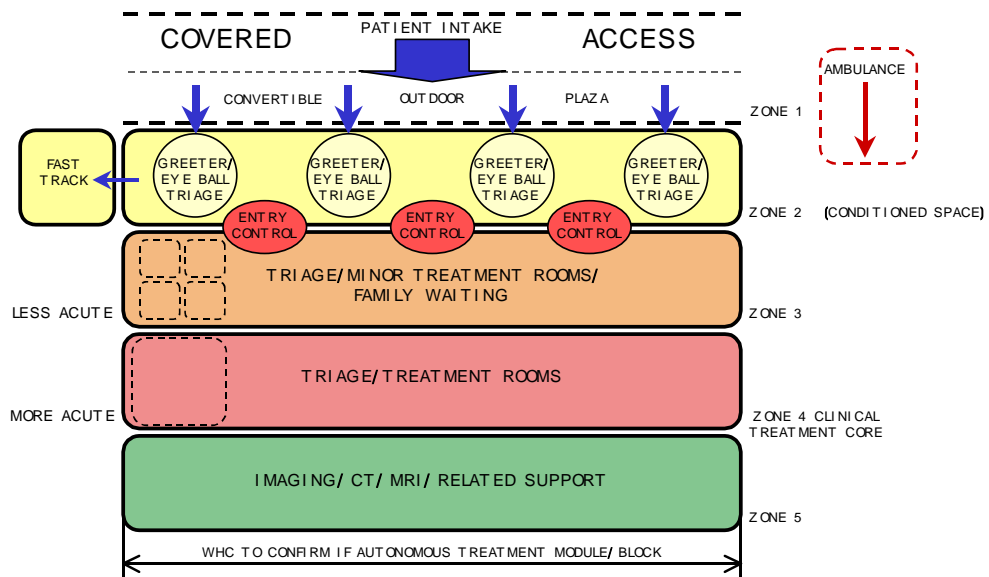 PATIENT INTAKE
COVERED
ACCESS
AMBULANCE
CONVERTIBLE
OUTDOOR
PLAZA
ZONE 1
FAST
TRACK
GREETER/
EYE BALL
TRIAGE
GREETER/
EYE BALL
TRIAGE
GREETER/
EYE BALL
TRIAGE
GREETER/
EYE BALL
TRIAGE
ZONE 2
(CONDITIONED SPACE)
ENTRY
CONTROL
ENTRY
CONTROL
ENTRY
CONTROL
TRIAGE/MINOR TREATMENT ROOMS/
FAMILY WAITING
LESS ACUTE
ZONE 3
TRIAGE/TREATMENT ROOMS
MORE ACUTE
ZONE 4 CLINICAL
TREATMENT CORE
IMAGING/ CT/ MRI/ RELATED SUPPORT
ZONE 5
WHC TO CONFIRM IF AUTONOMOUS TREATMENT MODULE/ BLOCK